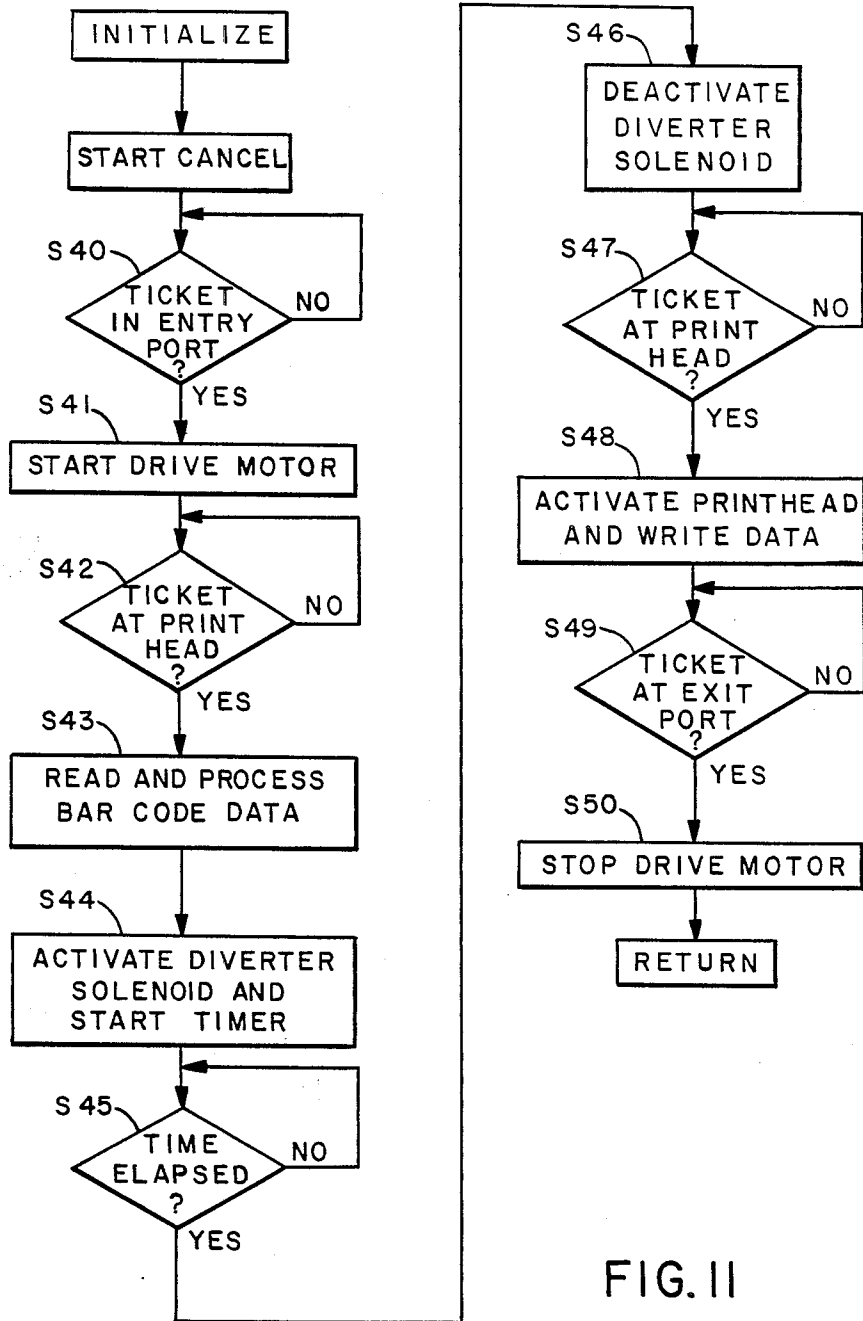 INITIALIZE
START CANCEL
S40
TICKET
IN ENTRY
PORT
?
NO
YES
S41
START DRIVE MOTOR
S42
TICKET
AT PRINT
HEAD
?
NO
YES
S43
READ AND PROCESS
BAR CODE DATA
S44
ACTIVATE DIVERTER
SOLENOID AND
START TIMER
S45
TIME
ELAPSED
?
NO
YES
S46
DEACTIVATE
DIVERTER
SOLENOID
S47
TICKET
AT PRINT
HEAD
?
NO
YES
S48
ACTIVATE PRINTHEAD
AND WRITE DATA
S49
TICKET
AT EXIT
PORT
?
NO
YES
S50
STOP DRIVE MOTOR
RETURN
FIG. 11